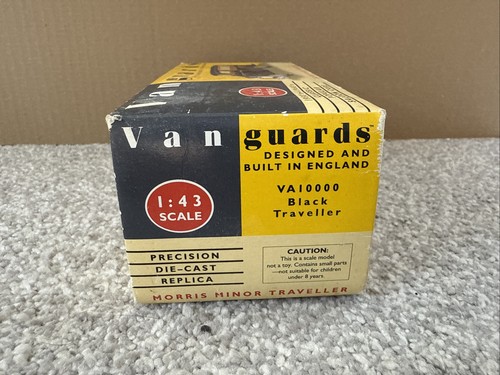 Van
Vanguards
DESIGNED AND
BUILT IN ENGLAND
VA10000
Black
Traveller
1:43
SCALE
PRECISION
DIE-CAST
REPLICA
CAUTION:
This is a scale model
not a toy. Contains small parts
—not suitable for children
under 8 years.
MORRIS MINOR TRAVELLER